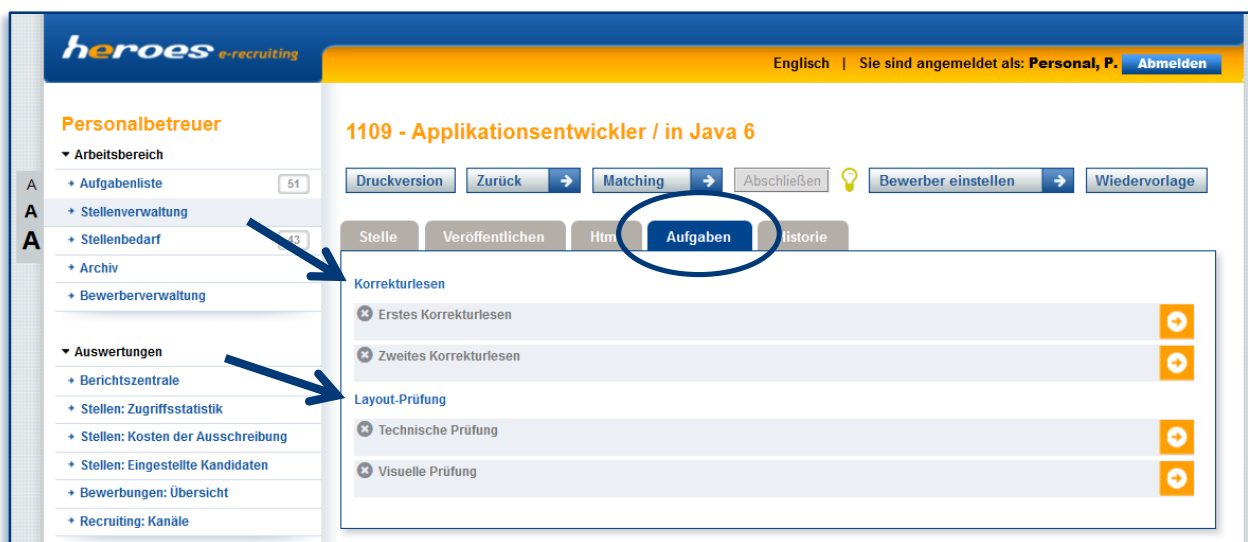 heroes e-recruiting
Englisch | Sie sind angemeldet als: Personal, P. Abmelden
Personalbetreuer
Arbeitsbereich
Aufgabenliste 51
Stellenverwaltung
Stellenbedarf 43
Archiv
Bewerberverwaltung
Auswertungen
Berichtszentrale
Stellen: Zugriffsstatistik
Stellen: Kosten der Ausschreibung
Stellen: Eingestellte Kandidaten
Bewerbungen: Übersicht
Recruiting: Kanäle
A
A
A
1109 - Applikationsentwickler / in Java 6
Druckversion Zurück Matching Abschließen Bewerber einstellen Wiedervorlage
Stelle Veröffentlichen Aufgaben Historie
Korrekturlesen
Erstes Korrekturlesen
Zweites Korrekturlesen
Layout-Prüfung
Technische Prüfung
Visuelle Prüfung